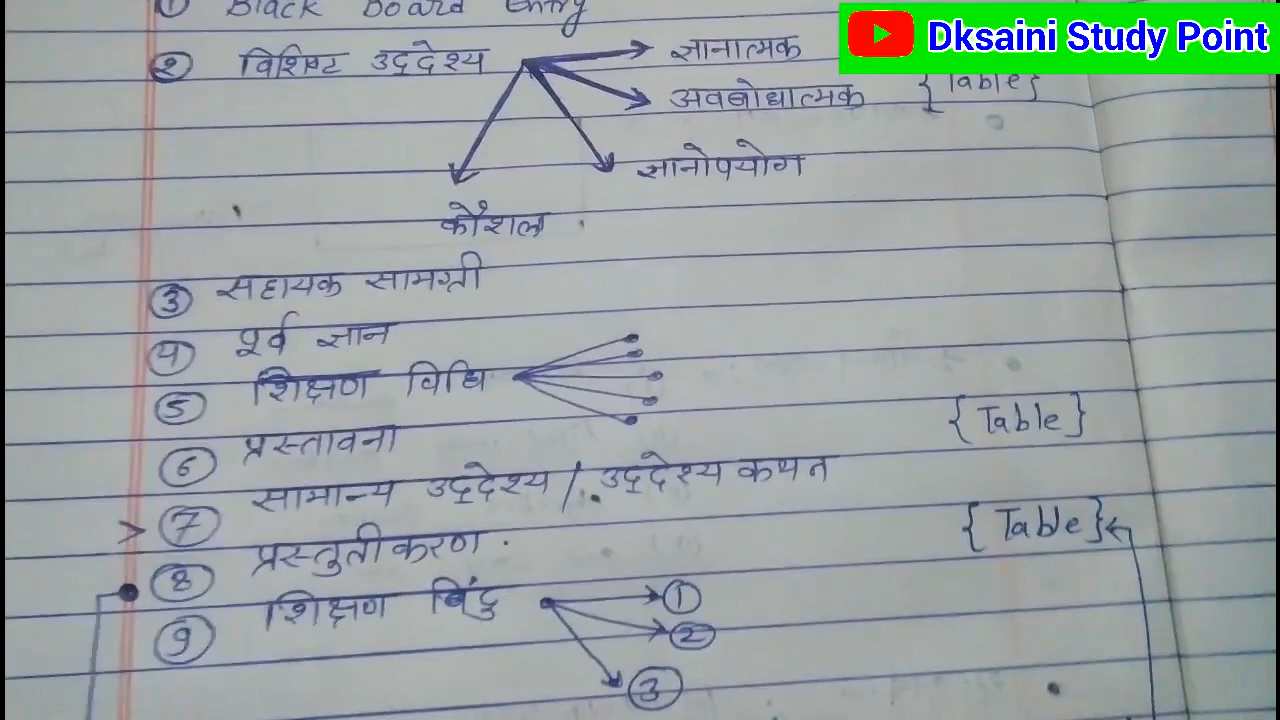 ① Black Board Entry
Dksaini Study Point
② विशिष्ट उद्देश्य
ज्ञानात्मक
अवबोधात्मक {Table}
ज्ञानोपयोग
कौशल
③ सहायक सामग्री
④ पूर्व ज्ञान
⑤ शिक्षण विधि
⑥ प्रस्तावना {Table}
⑦ सामान्य उद्देश्य / उद्देश्य कथन
⑧ प्रस्तुतीकरण {Table}
⑨ शिक्षण बिंदु ①
②
③